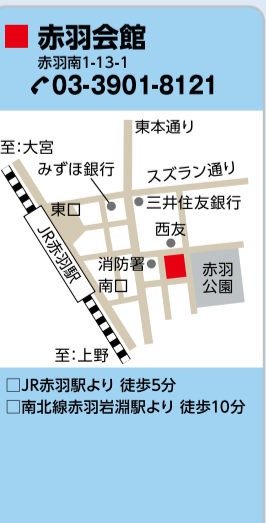 赤羽会館
赤羽南1-13-1
03-3901-8121
東本通り
至:大宮
みずほ銀行
スズラン通り
東口
三井住友銀行
西友
JR赤羽駅
消防署
南口
赤羽
公園
至:上野
□JR赤羽駅より 徒歩5分
□南北線赤羽岩淵駅より 徒歩10分